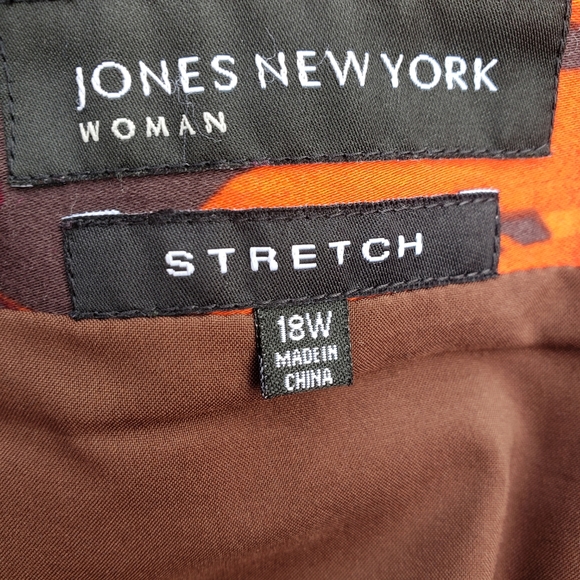 JONES NEW YORK
WOMAN
STRETCH
18W
MADE IN
CHINA